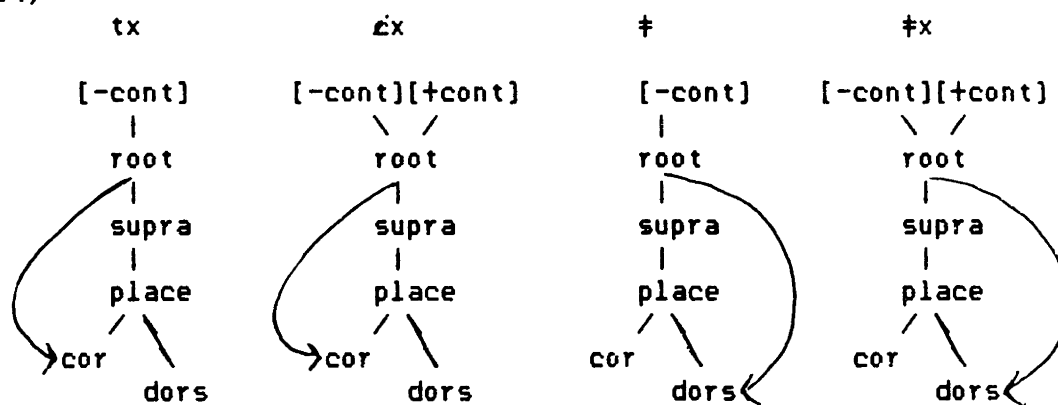 tx ȼx ǂ ǂx
[-cont] [-cont][+cont] [-cont] [-cont][+cont]
root root root root
supra supra supra supra
place place place place
cor cor cor cor
dors dors dors dors